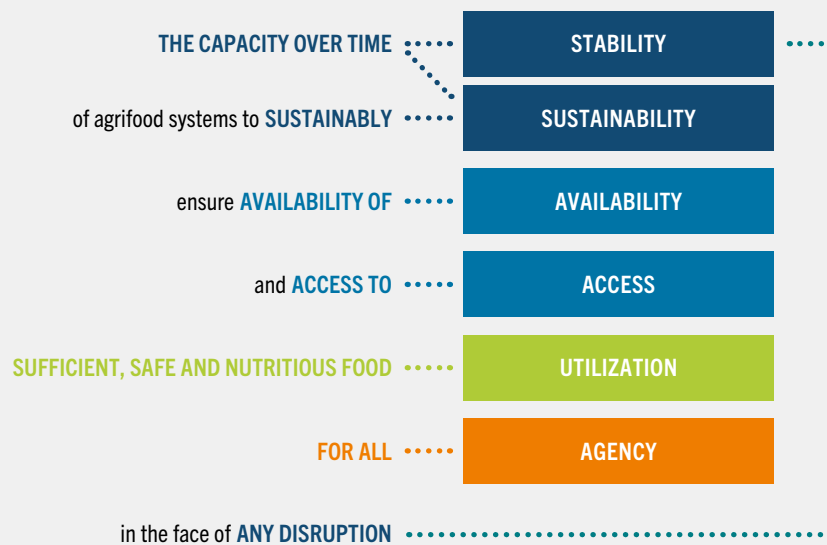 THE CAPACITY OVER TIME STABILITY
of agrifood systems to SUSTAINABLY SUSTAINABILITY
ensure AVAILABILITY OF AVAILABILITY
and ACCESS TO ACCESS
SUFFICIENT, SAFE AND NUTRITIOUS FOOD UTILIZATION
FOR ALL AGENCY
in the face of ANY DISRUPTION